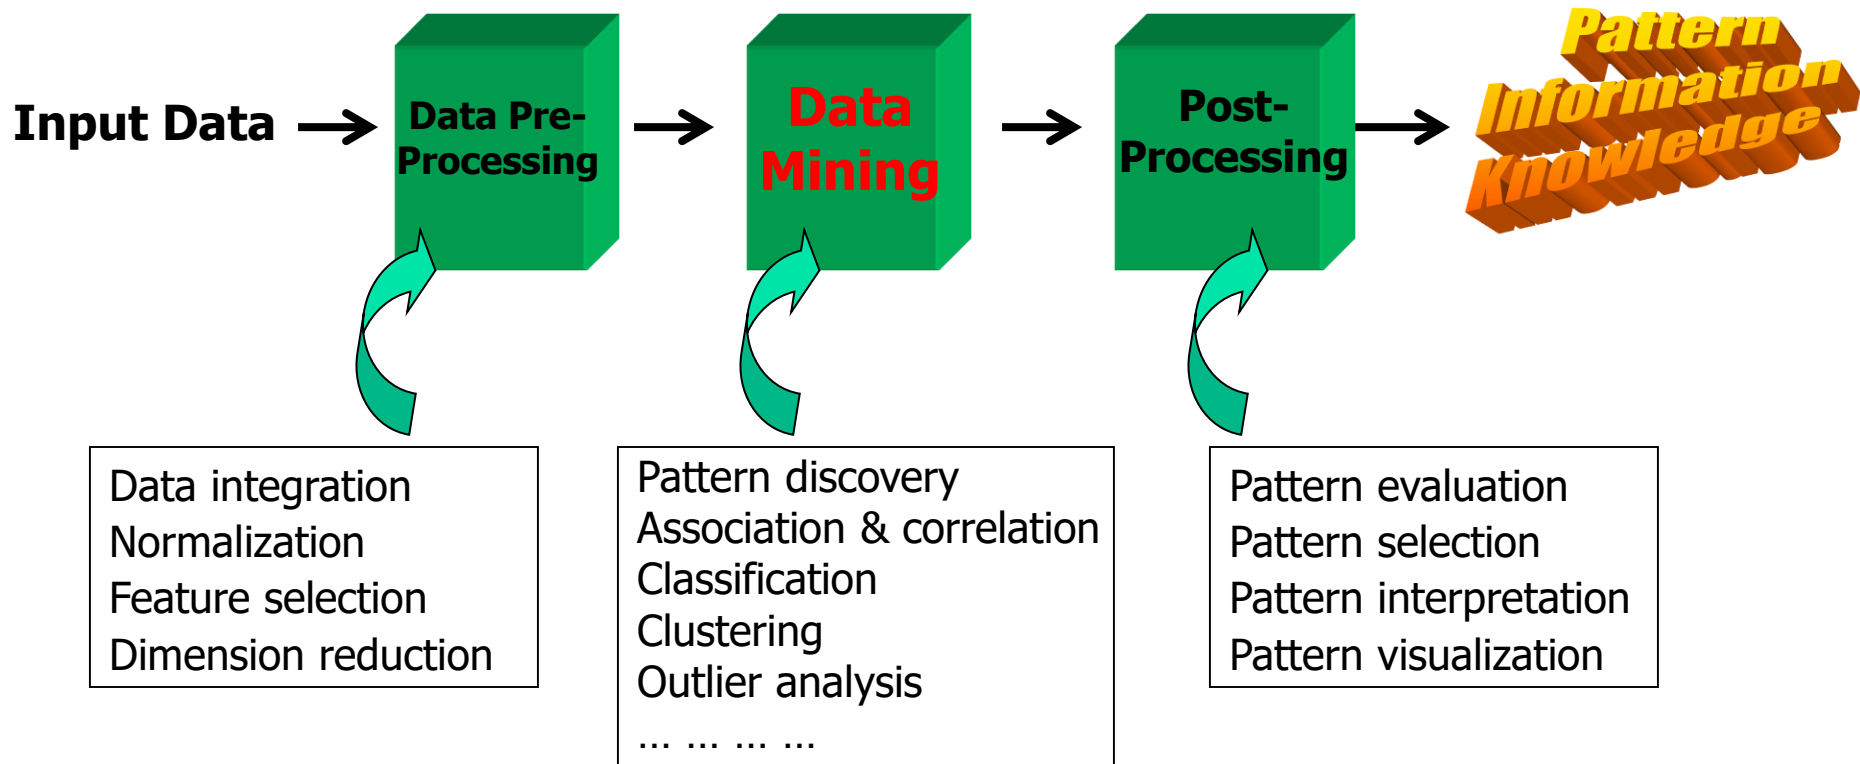 Input Data
Data Pre-
Processing
Data
Mining
Post-
Processing
Pattern
Information
Knowledge
Data integration
Normalization
Feature selection
Dimension reduction
Pattern discovery
Association & correlation
Classification
Clustering
Outlier analysis
… … … …
Pattern evaluation
Pattern selection
Pattern interpretation
Pattern visualization